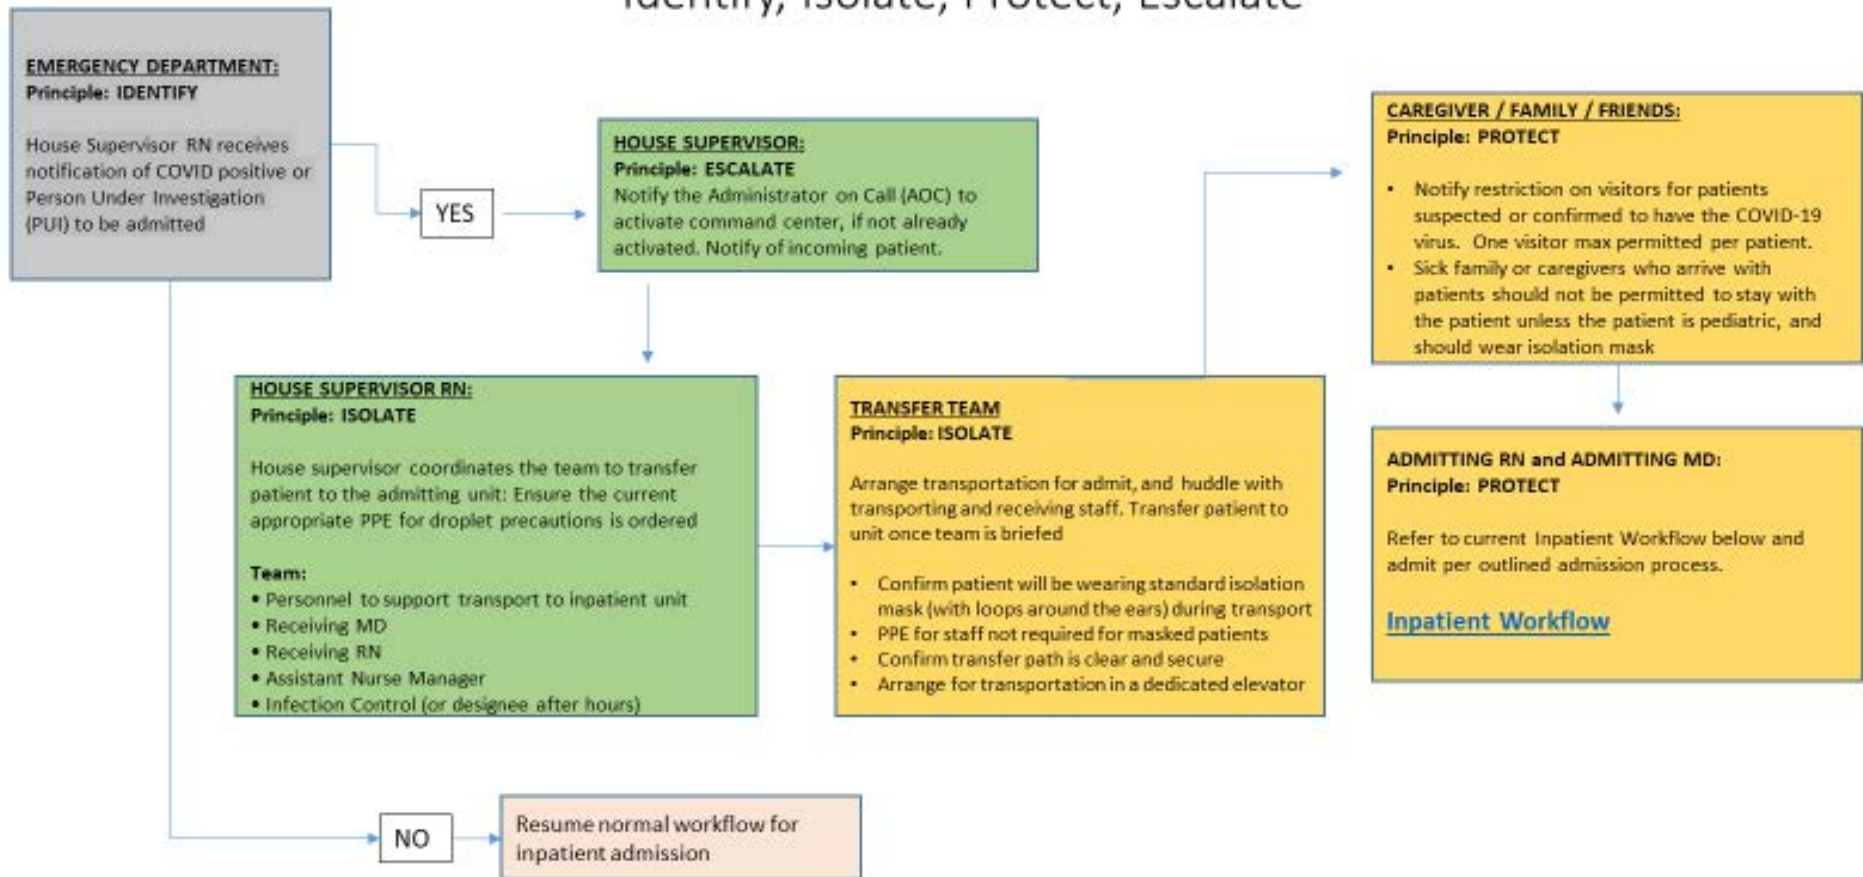 Identify, Isolate, Protect, Escalate
EMERGENCY DEPARTMENT:
Principle: IDENTIFY
House Supervisor RN receives
notification of COVID positive or
Person Under Investigation
(PUI) to be admitted
YES
HOUSE SUPERVISOR:
Principle: ESCALATE
Notify the Administrator on Call (AOC) to
activate command center, if not already
activated. Notify of incoming patient.
HOUSE SUPERVISOR RN:
Principle: ISOLATE
House supervisor coordinates the team to transfer
patient to the admitting unit: Ensure the current
appropriate PPE for droplet precautions is ordered
Team:
• Personnel to support transport to inpatient unit
• Receiving MD
• Receiving RN
• Assistant Nurse Manager
• Infection Control (or designee after hours)
TRANSFER TEAM
Principle: ISOLATE
Arrange transportation for admit, and huddle with
transporting and receiving staff. Transfer patient to
unit once team is briefed
• Confirm patient will be wearing standard isolation
mask (with loops around the ears) during transport
• PPE for staff not required for masked patients
• Confirm transfer path is clear and secure
• Arrange for transportation in a dedicated elevator
CAREGIVER / FAMILY / FRIENDS:
Principle: PROTECT
• Notify restriction on visitors for patients
suspected or confirmed to have the COVID-19
virus. One visitor max permitted per patient.
• Sick family or caregivers who arrive with
patients should not be permitted to stay with
the patient unless the patient is pediatric, and
should wear isolation mask
ADMITTING RN and ADMITTING MD:
Principle: PROTECT
Refer to current Inpatient Workflow below and
admit per outlined admission process.
Inpatient Workflow
NO
Resume normal workflow for
inpatient admission